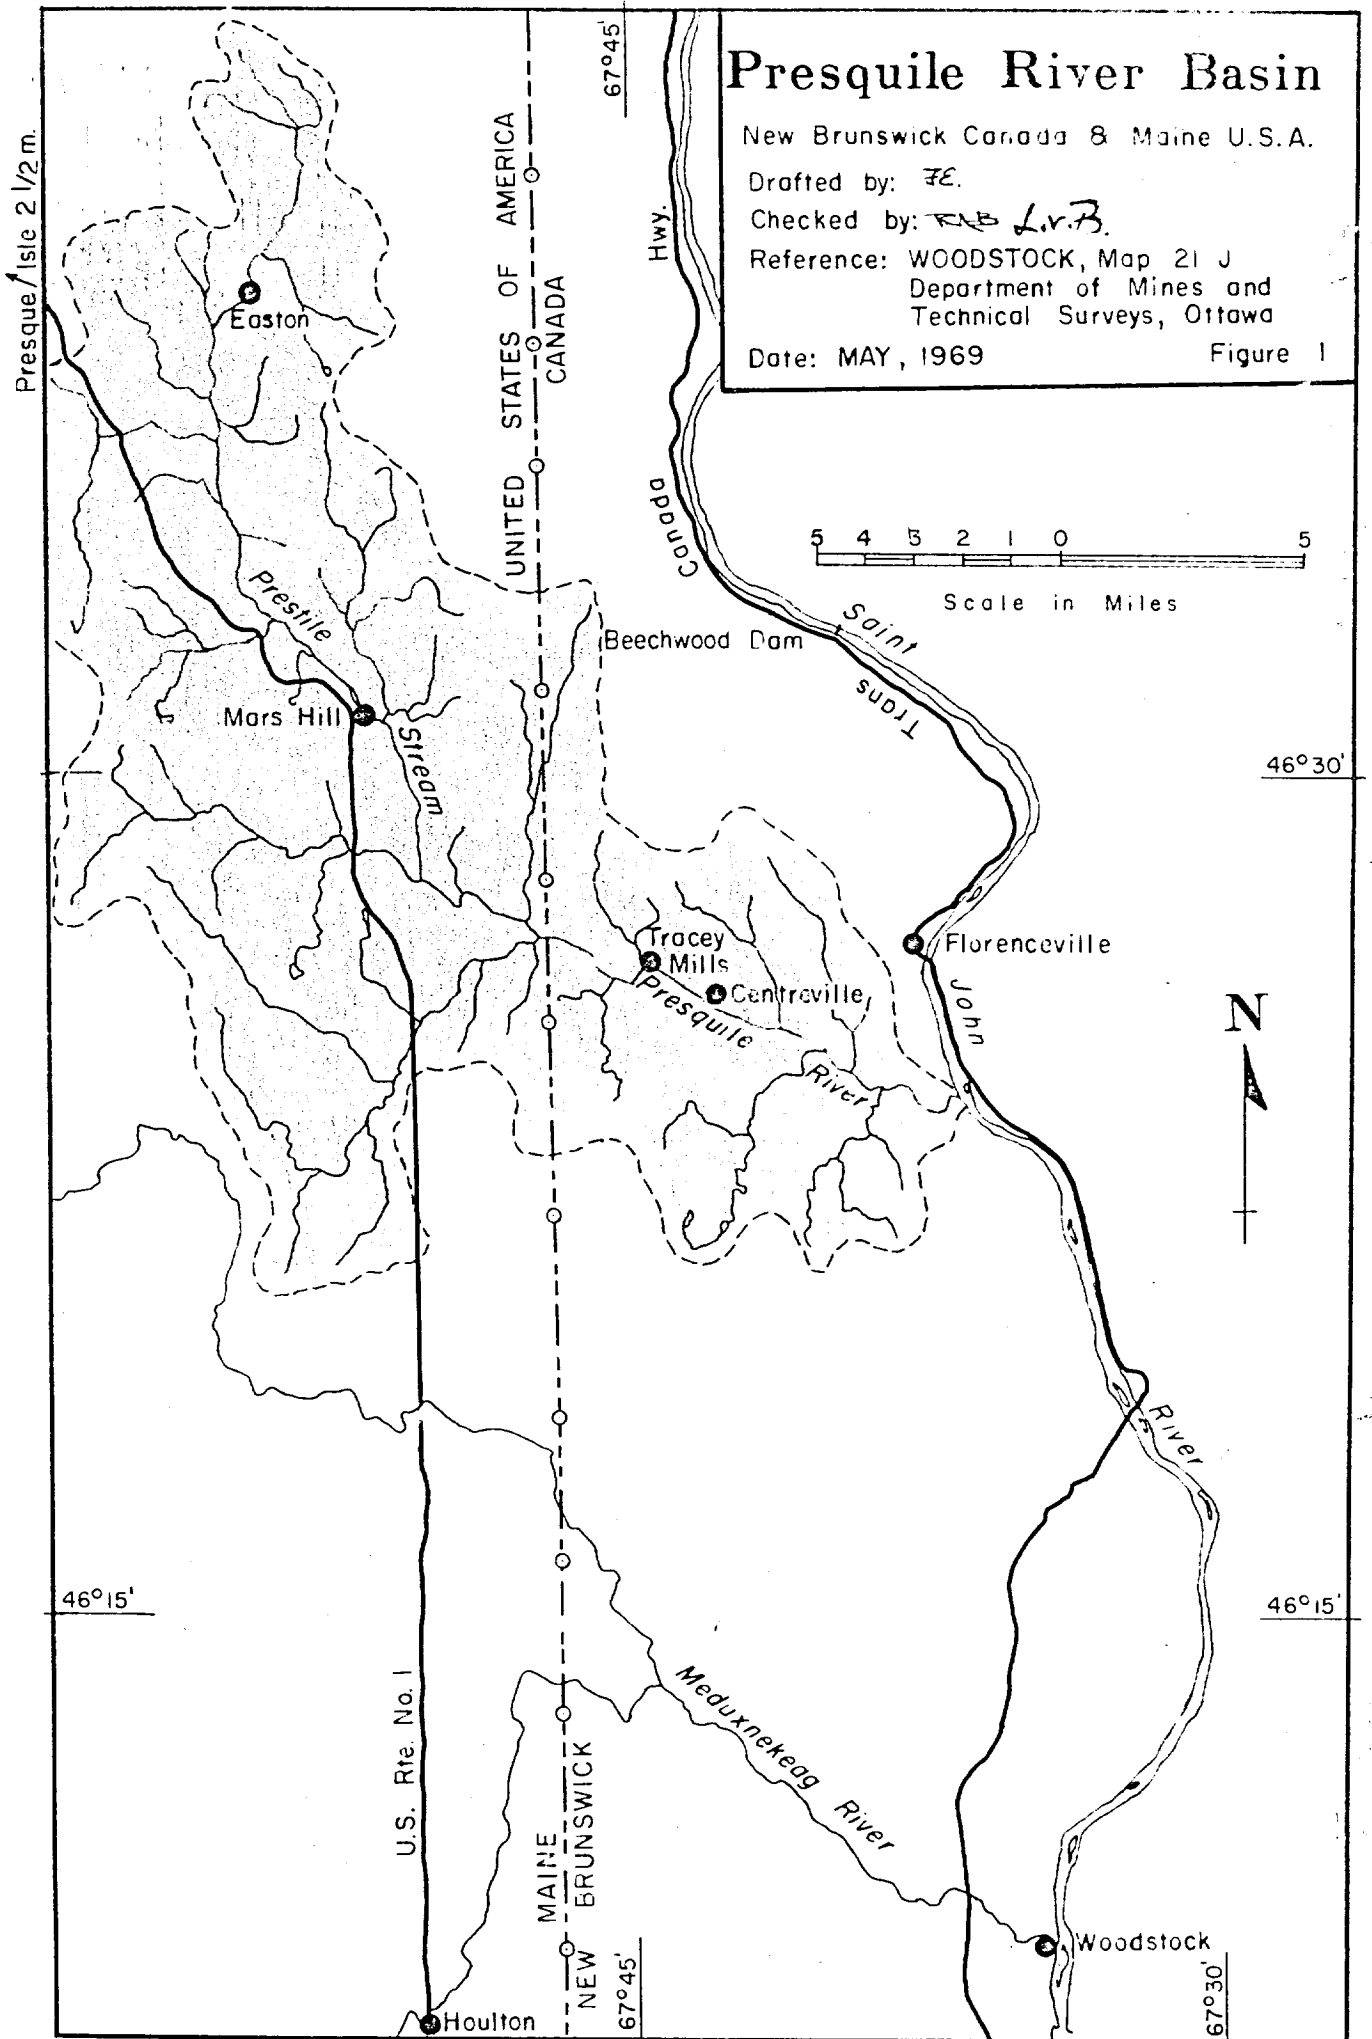 Presquile River Basin
New Brunswick Canada & Maine U.S.A.
Drafted by: FE.
Checked by: L.v.B.
Reference: WOODSTOCK, Map 21 J
Department of Mines and
Technical Surveys, Ottawa
Date: MAY, 1969 Figure 1
67°45'
Presque Isle 2 1/2 m.
UNITED STATES OF AMERICA
CANADA
Hwy.
Canada
Trans
Easton
5 4 3 2 1 0 5
Scale in Miles
Prestile
Stream
Beechwood Dam
Saint
John
River
Mars Hill
46°30'
Tracey
Mills
Florenceville
Centreville
Presquile
River
N
46°15'
46°15'
U.S. Rte. No. 1
Meduxnekeag River
MAINE
NEW BRUNSWICK
67°45'
67°30'
Woodstock
Houlton